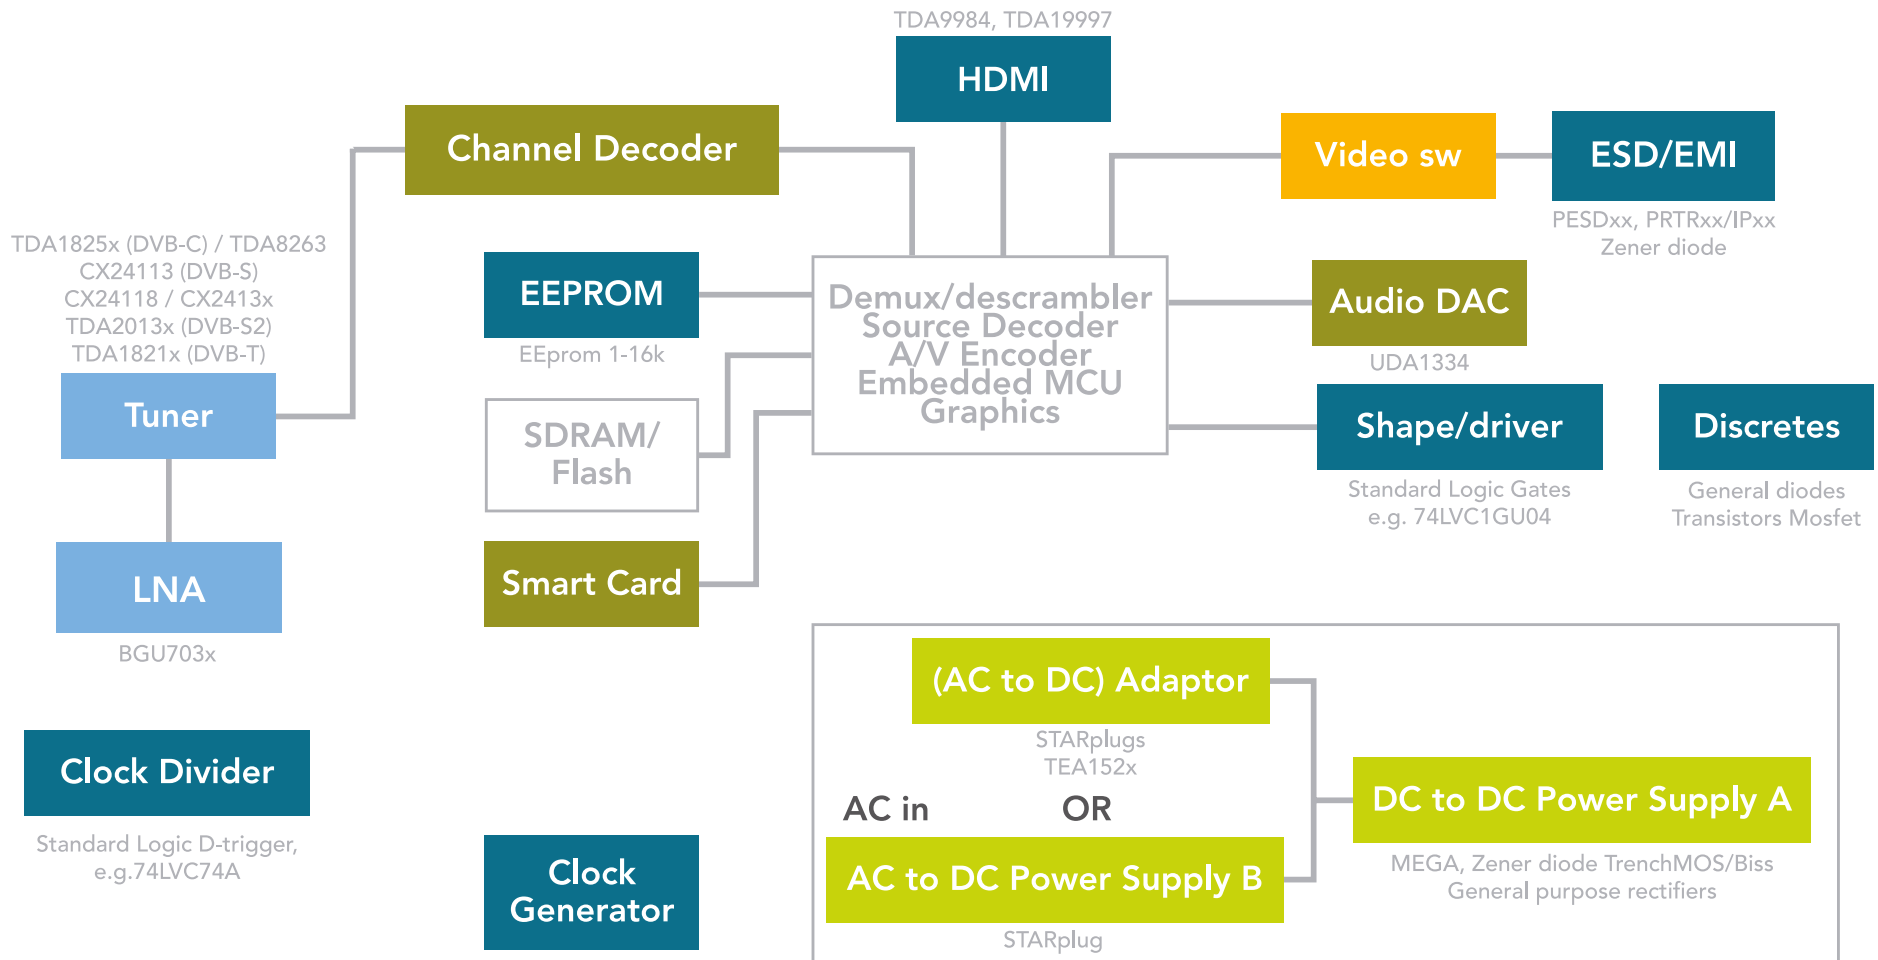 TDA9984, TDA19997
HDMI
Channel Decoder
Video sw
ESD/EMI
PESDxx, PRTRxx/IPxx
Zener diode
TDA1825x (DVB-C) / TDA8263
CX24113 (DVB-S)
CX24118 / CX2413x
TDA2013x (DVB-S2)
TDA1821x (DVB-T)
Tuner
LNA
BGU703x
EEPROM
EEprom 1-16k
SDRAM/
Flash
Smart Card
Demux/descrambler
Source Decoder
A/V Encoder
Embedded MCU
Graphics
Audio DAC
UDA1334
Shape/driver
Standard Logic Gates
e.g. 74LVC1GU04
Discretes
General diodes
Transistors Mosfet
Clock Divider
Standard Logic D-trigger,
e.g.74LVC74A
Clock
Generator
(AC to DC) Adaptor
STARplugs
TEA152x
AC in
OR
AC to DC Power Supply B
STARplug
DC to DC Power Supply A
MEGA, Zener diode TrenchMOS/Biss
General purpose rectifiers